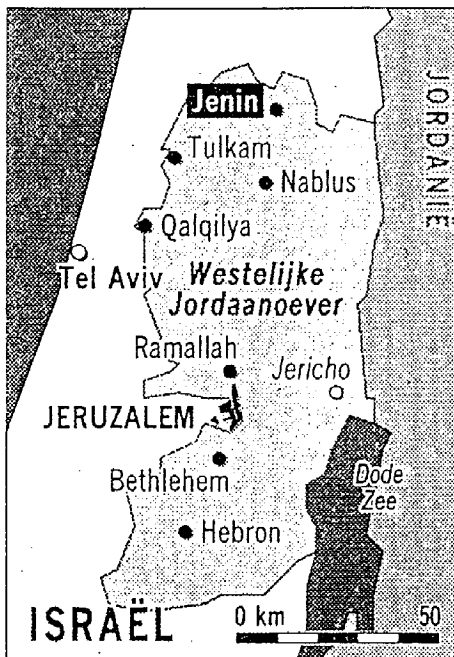 Jenin
JORDANIË
Tulkam
Nablus
Qalqilya
Tel Aviv
Westelijke
Jordaanoever
Ramallah
Jericho
JERUZALEM
Bethlehem
Dode
Zee
Hebron
ISRAËL
0 km 50